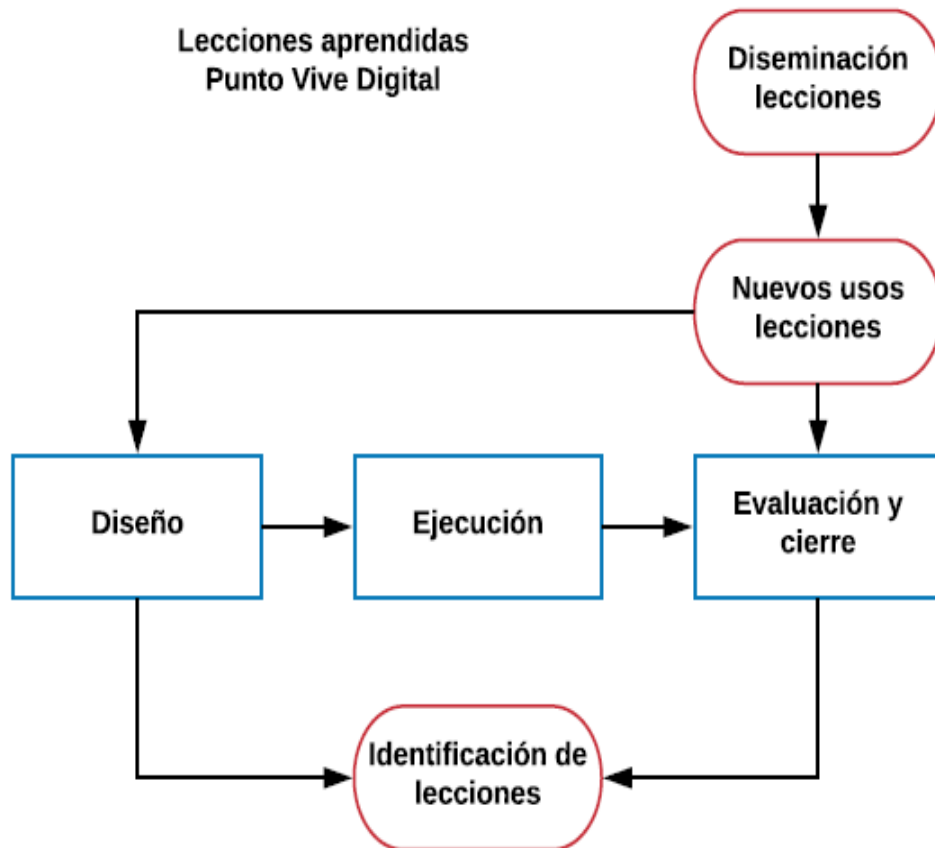 Lecciones aprendidas
Punto Vive Digital
Diseminación
lecciones
Nuevos usos
lecciones
Diseño
Ejecución
Evaluación y
cierre
Identificación de
lecciones